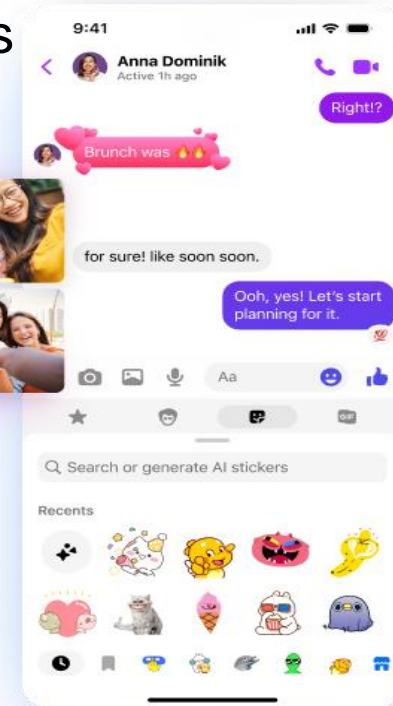 s
9:41
Anna Dominik
Active 1h ago
Right!?
Brunch was 🔥🔥
for sure! like soon soon.
Ooh, yes! Let's start
planning for it.
💯
Aa
GIF
Search or generate AI stickers
Recents